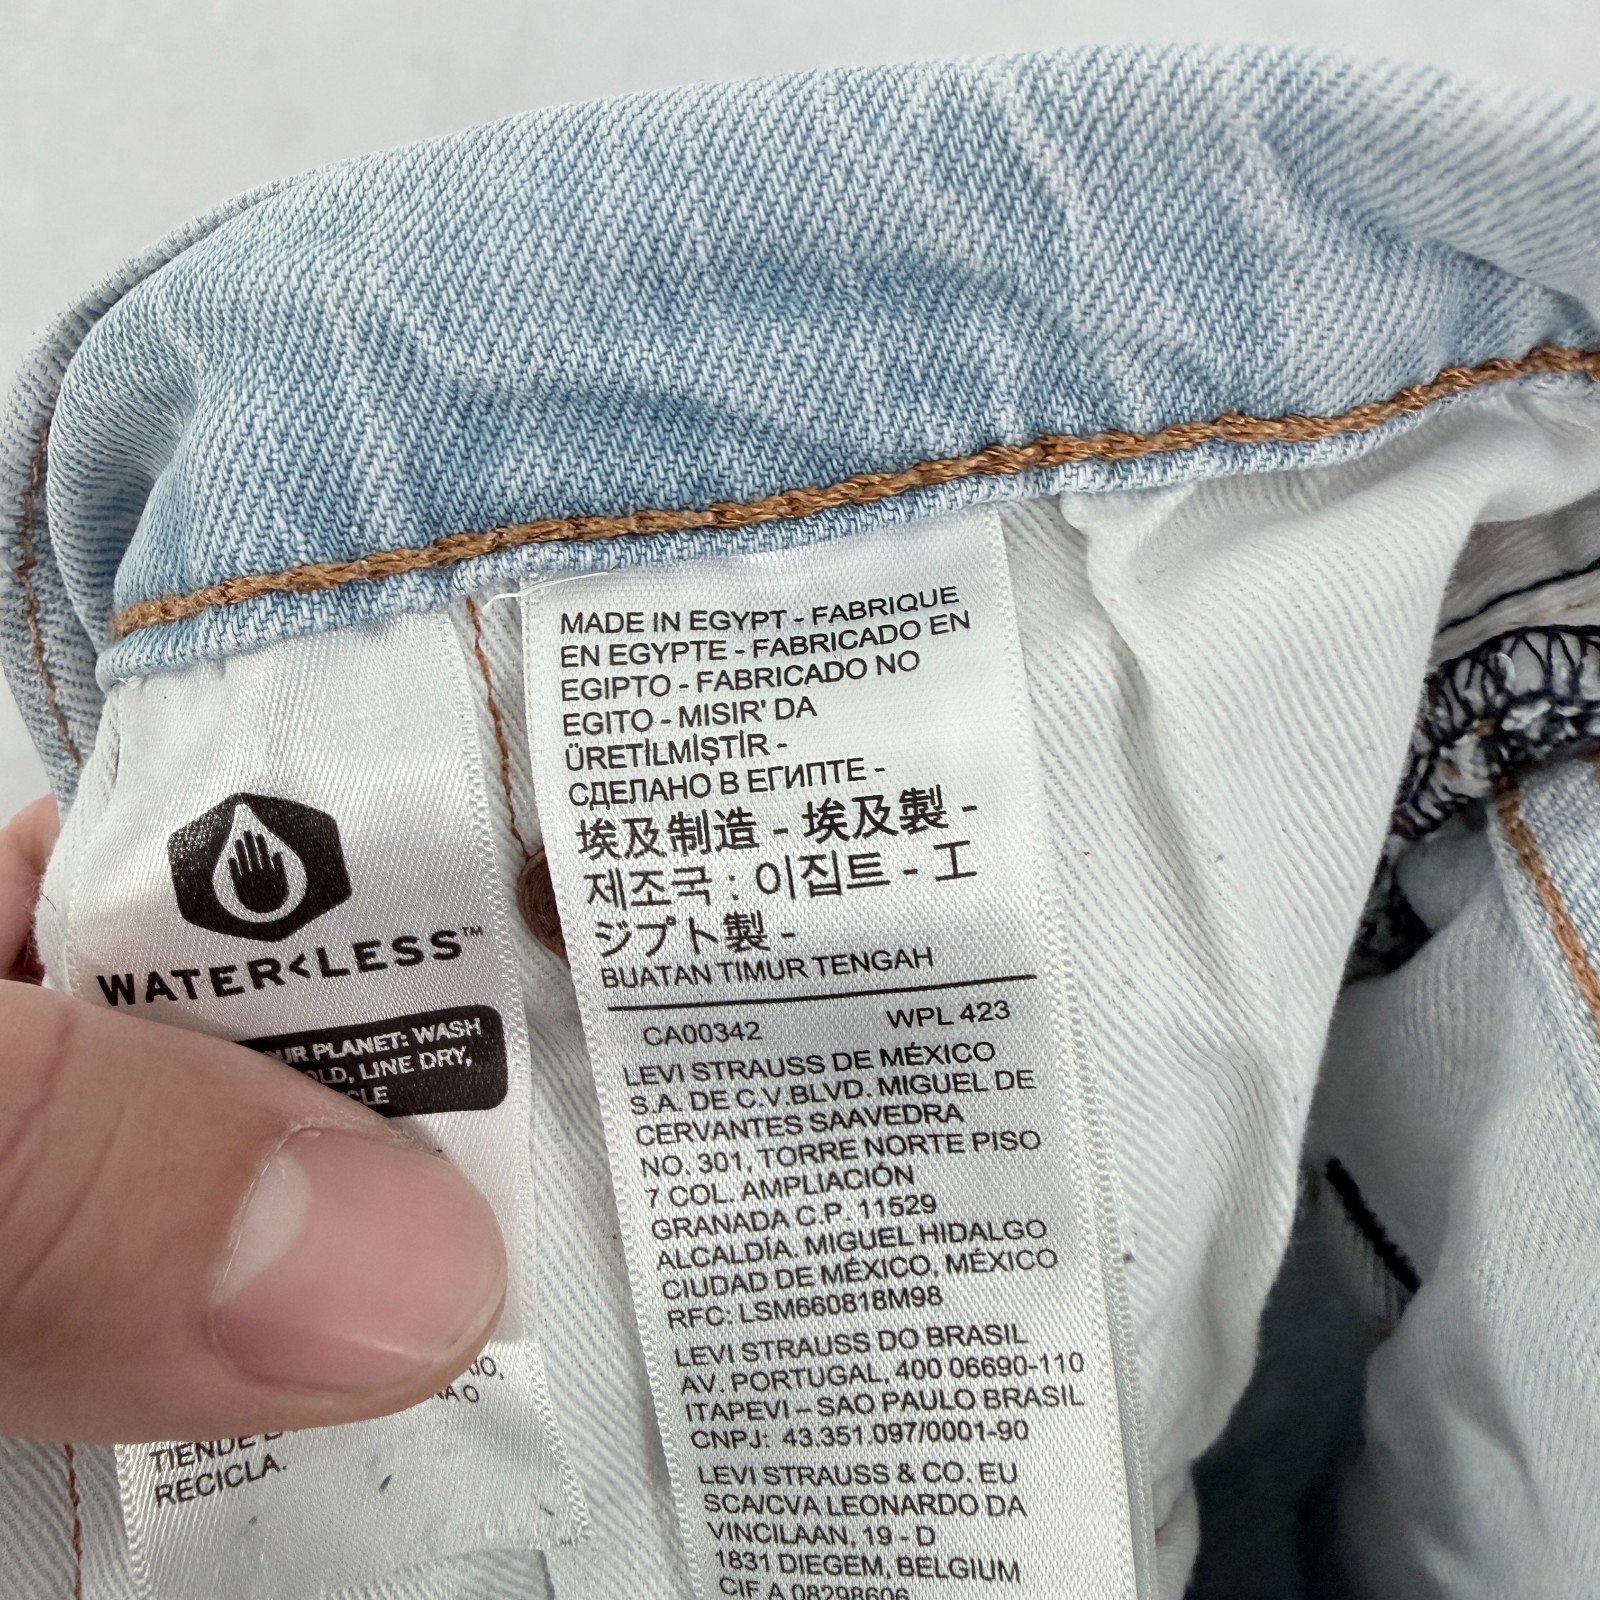 WATER<LESS™
UR PLANET: WASH
OLD, LINE DRY,
CLE
NO,
NA O
TIENDE
RECICLA.
MADE IN EGYPT - FABRIQUE
EN EGYPTE - FABRICADO EN
EGIPTO - FABRICADO NO
EGITO - MISIR' DA
ÜRETİLMİŞTİR -
СДЕЛАНО В ЕГИПТЕ -
埃及制造 - 埃及製 -
제조국 : 이집트 - エ
ジプト製 -
BUATAN TIMUR TENGAH
CA00342 WPL 423
LEVI STRAUSS DE MÉXICO
S.A. DE C.V.BLVD. MIGUEL DE
CERVANTES SAAVEDRA
NO. 301, TORRE NORTE PISO
7 COL. AMPLIACIÓN
GRANADA C.P. 11529
ALCALDÍA. MIGUEL HIDALGO
CIUDAD DE MÉXICO, MÉXICO
RFC: LSM660818M98
LEVI STRAUSS DO BRASIL
AV. PORTUGAL, 400 06690-110
ITAPEVI – SAO PAULO BRASIL
CNPJ: 43.351.097/0001-90
LEVI STRAUSS & CO. EU
SCA/CVA LEONARDO DA
VINCILAAN, 19 - D
1831 DIEGEM, BELGIUM
CIF A 08298606